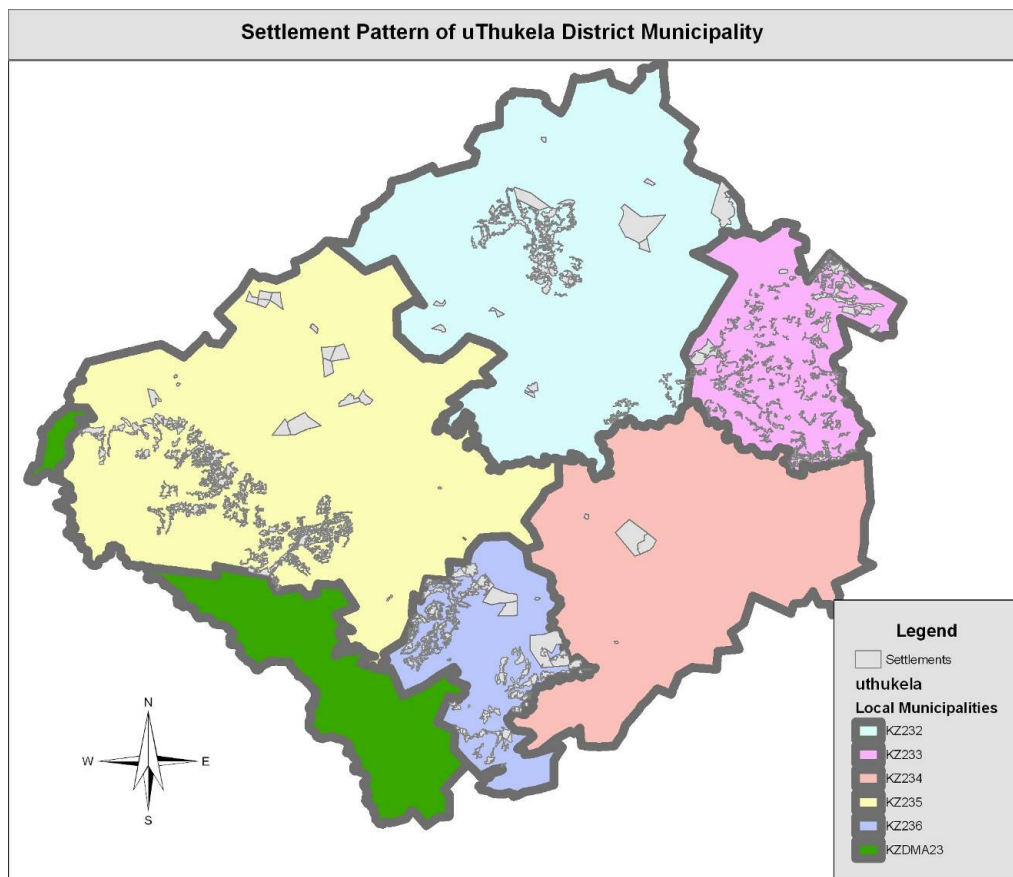 Settlement Pattern of uThukela District Municipality
N
W E
S
Legend
Settlements
uthukela
Local Municipalities
KZ232
KZ233
KZ234
KZ235
KZ236
KZDMA23